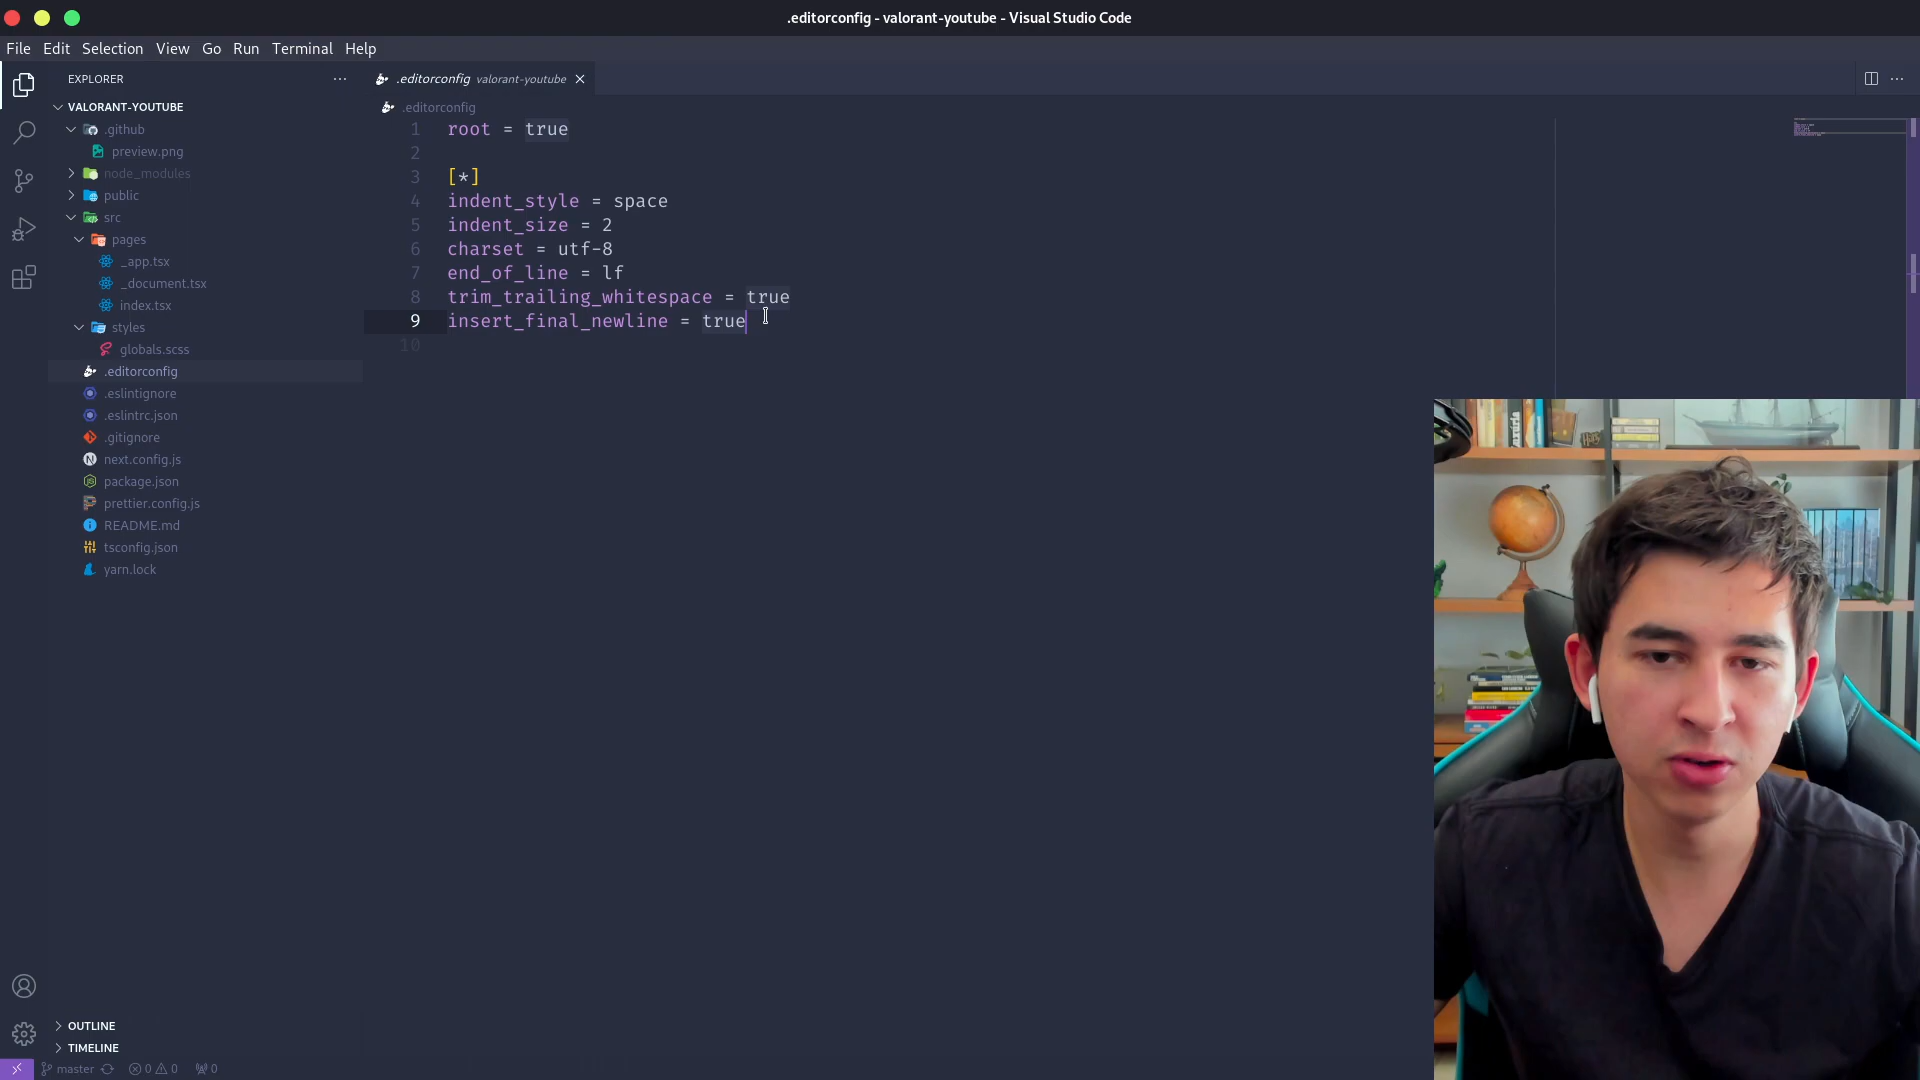 .editorconfig - valorant-youtube - Visual Studio Code
File Edit Selection View Go Run Terminal Help
EXPLORER
VALORANT-YOUTUBE
.github
preview.png
node_modules
public
src
pages
_app.tsx
_document.tsx
index.tsx
styles
globals.scss
.editorconfig
.eslintignore
.eslintrc.json
.gitignore
next.config.js
package.json
prettier.config.js
README.md
tsconfig.json
yarn.lock
OUTLINE
TIMELINE
.editorconfig valorant-youtube
.editorconfig
1 root = true
2
3 [*]
4 indent_style = space
5 indent_size = 2
6 charset = utf-8
7 end_of_line = lf
8 trim_trailing_whitespace = true
9 insert_final_newline = true
10
master 0 0 0